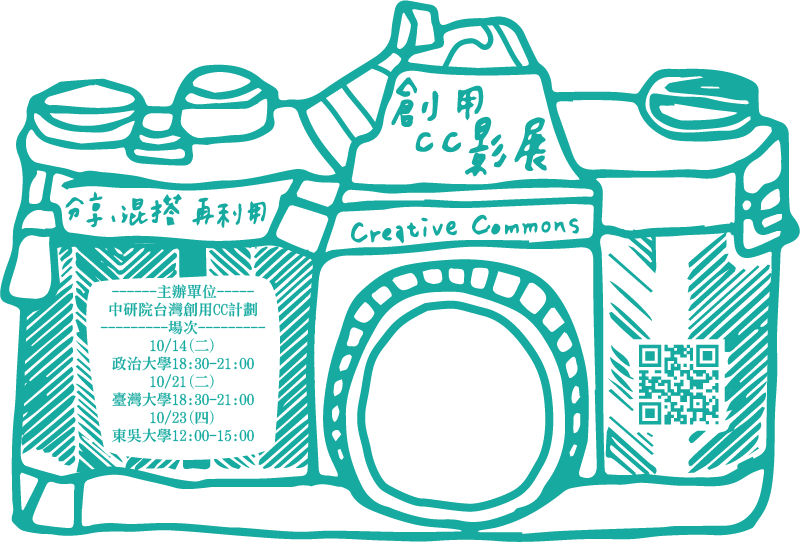 創用
CC影展
分享、混搭 再利用
Creative Commons
------主辦單位-----
中研院台灣創用CC計劃
---------場次---------
10/14(二)
政治大學18:30-21:00
10/21(二)
臺灣大學18:30-21:00
10/23(四)
東吳大學12:00-15:00